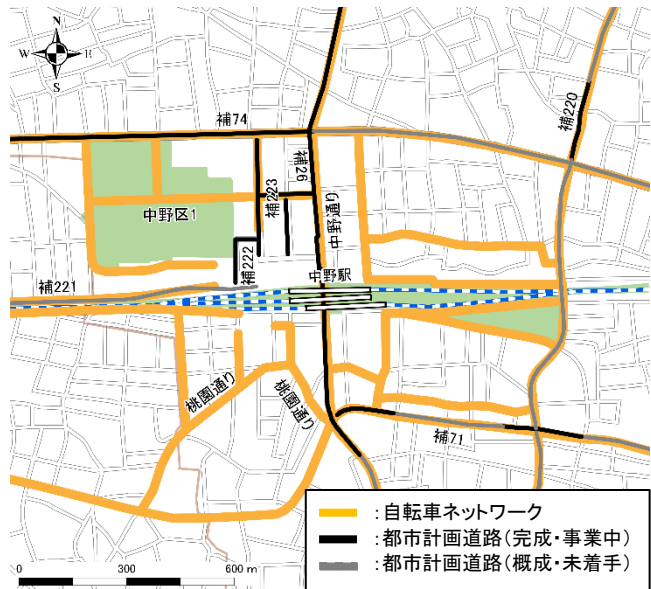 N
W
E
S
補74
補220
補26
補223
中野通り
中野区1
補222
中野駅
補221
桃園通り
桃園通り
補71
:自転車ネットワーク
:都市計画道路(完成・事業中)
:都市計画道路(概成・未着手)
0 300 600 m